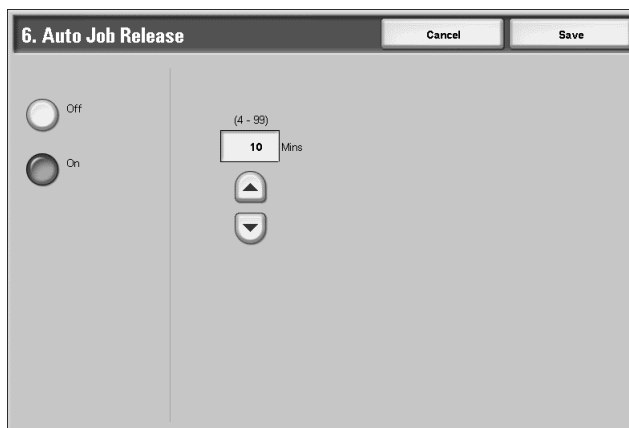 6. Auto Job Release
Cancel
Save
Off
On
(4 - 99)
10 Mins